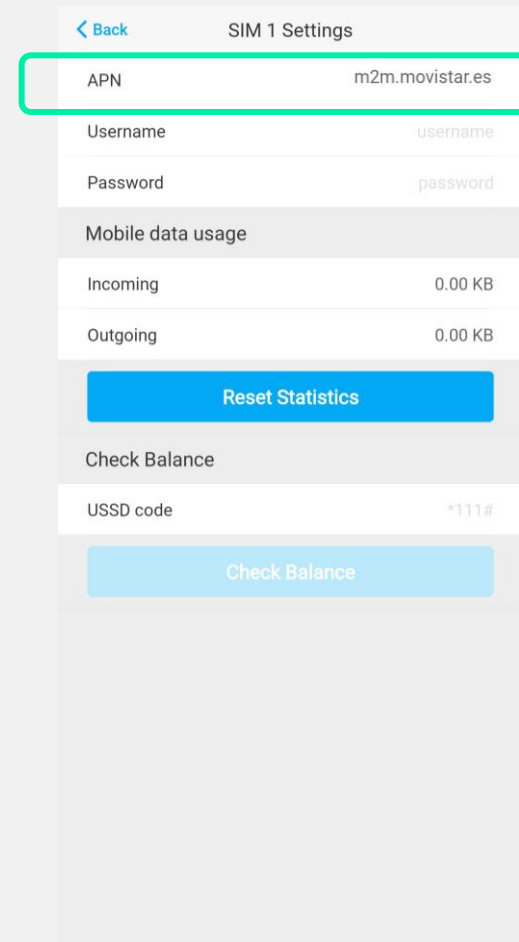 Back SIM 1 Settings
APN m2m.movistar.es
Username username
Password password
Mobile data usage
Incoming 0.00 KB
Outgoing 0.00 KB
Reset Statistics
Check Balance
USSD code *111#
Check Balance